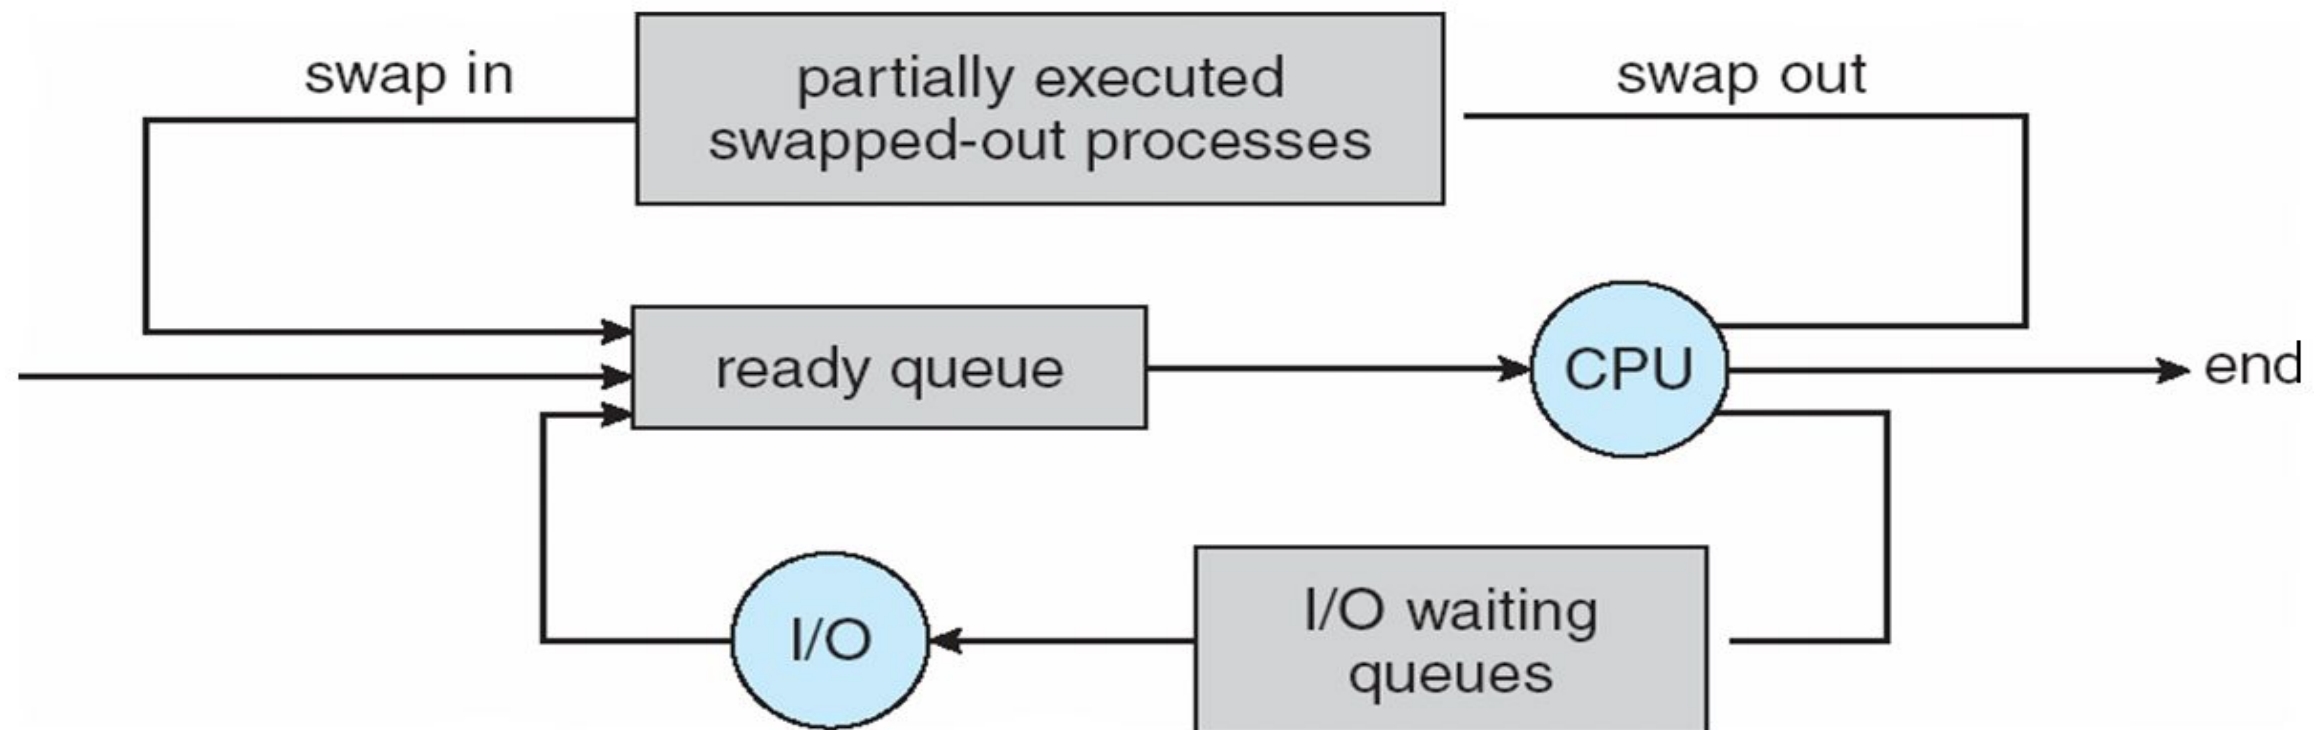 swap in
partially executed
swapped-out processes
swap out
ready queue
CPU
end
I/O
I/O waiting
queues